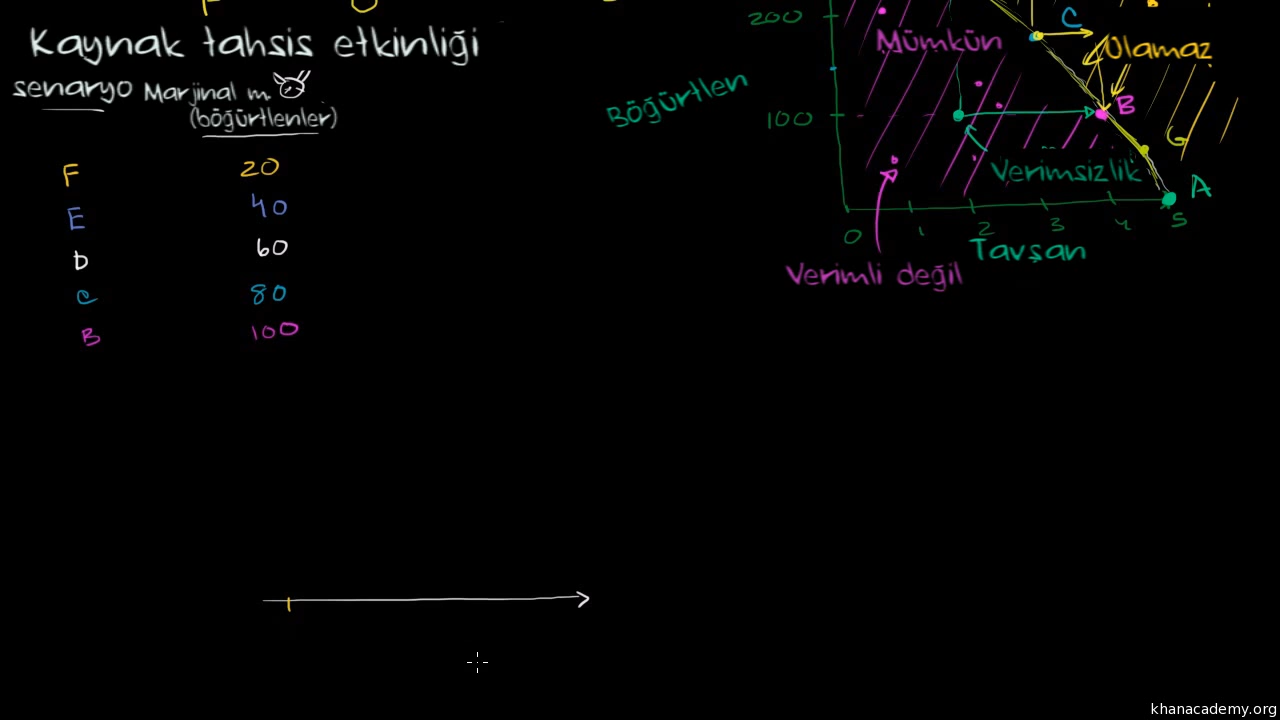 Kaynak tahsis etkinliği
senaryo Marjinal m.
(böğürtlenler)
F 20
E 40
D 60
C 80
B 100
200
100
Böğürtlen
Mümkün
C
Ulamaz
B
G
Verimsizlik
A
0 1 2 3 4 5
Tavşan
Verimli değil
khanacademy.org